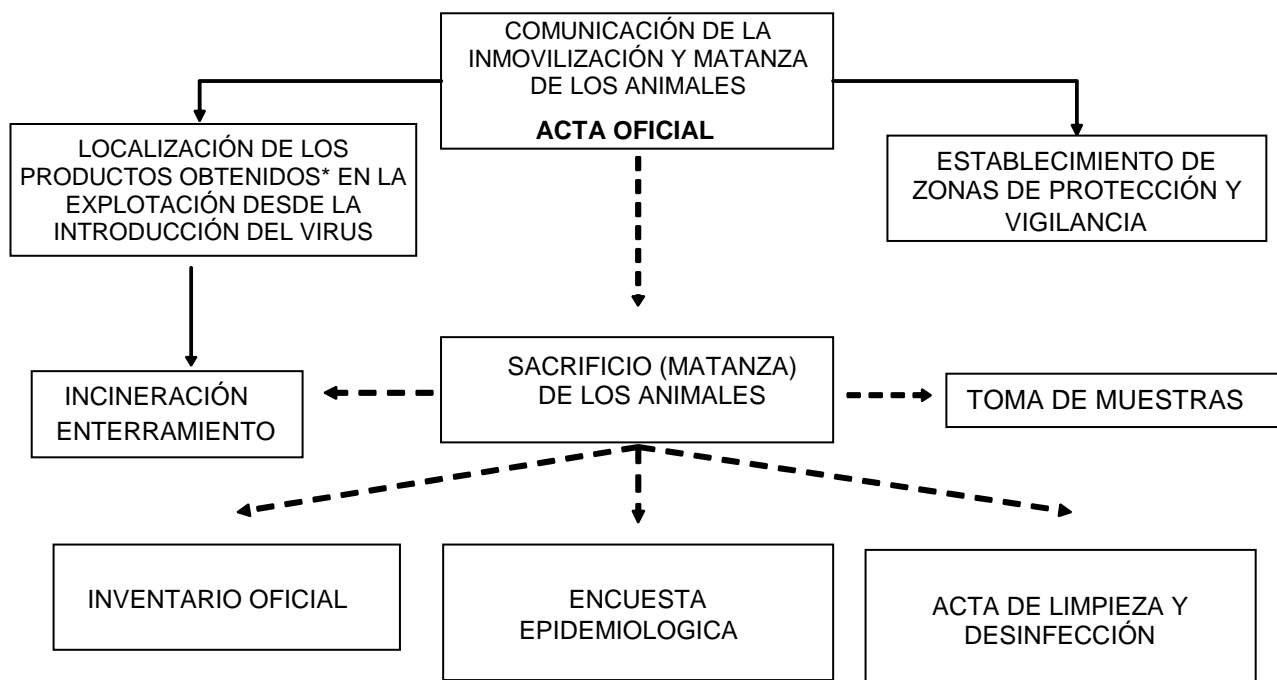 COMUNICACIÓN DE LA
INMOVILIZACIÓN Y MATANZA
DE LOS ANIMALES
ACTA OFICIAL
LOCALIZACIÓN DE LOS
PRODUCTOS OBTENIDOS* EN LA
EXPLOTACIÓN DESDE LA
INTRODUCCIÓN DEL VIRUS
ESTABLECIMIENTO DE
ZONAS DE PROTECCIÓN Y
VIGILANCIA
INCINERACIÓN
ENTERRAMIENTO
SACRIFICIO (MATANZA)
DE LOS ANIMALES
TOMA DE MUESTRAS
INVENTARIO OFICIAL
ENCUESTA
EPIDEMIOLOGICA
ACTA DE LIMPIEZA Y
DESINFECCIÓN